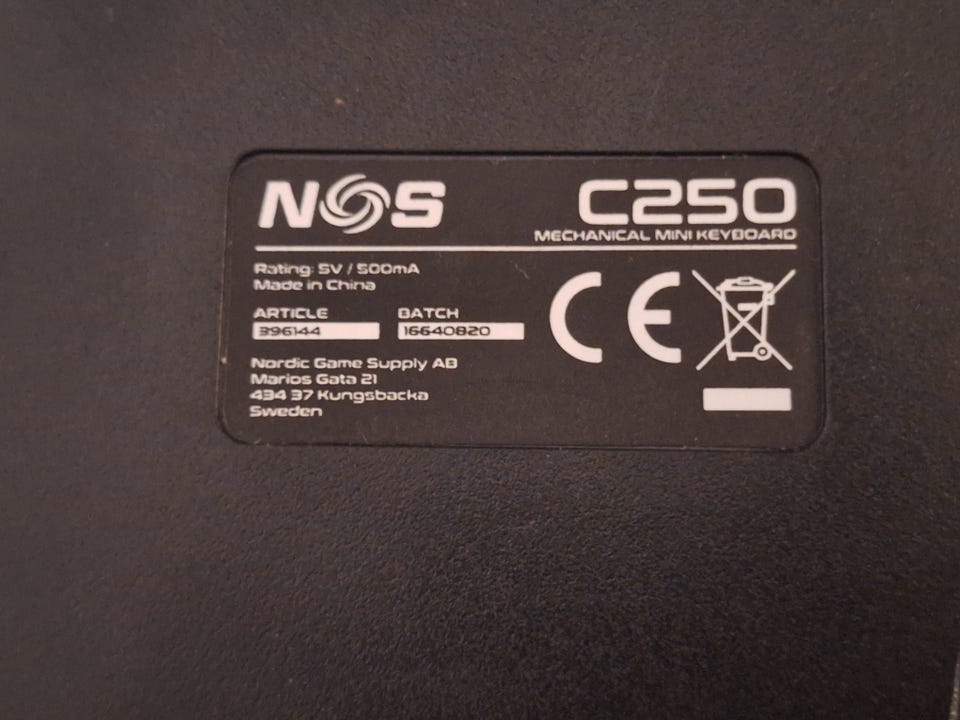 NOS
C250
MECHANICAL MINI KEYBOARD
Rating: 5V / 500mA
Made in China
ARTICLE BATCH
396144 16640820
Nordic Game Supply AB
Marios Gata 21
434 37 Kungsbacka
Sweden
CE